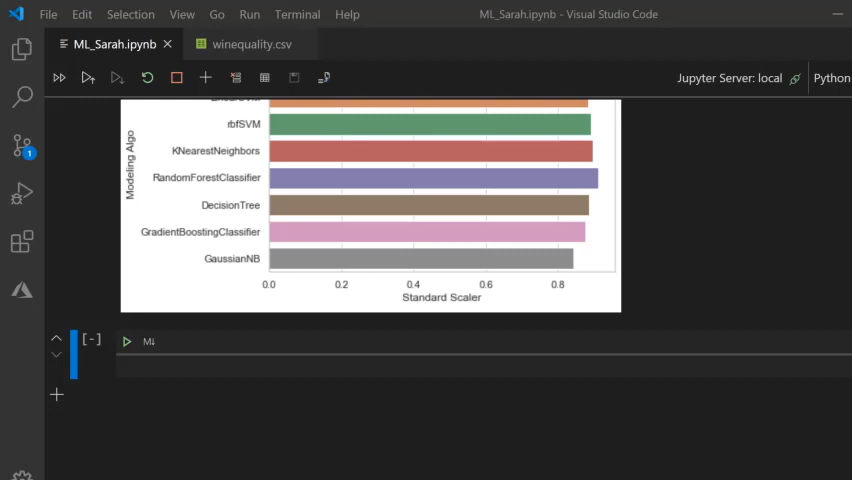 File Edit Selection View Go Run Terminal Help ML_Sarah.ipynb - Visual Studio Code
ML_Sarah.ipynb winequality.csv
Jupyter Server: local Python
rbfSVM
KNearestNeighbors
RandomForestClassifier
DecisionTree
GradientBoostingClassifier
GaussianNB
Modeling Algo
0.0 0.2 0.4 0.6 0.8
Standard Scaler
1
[-] M↓